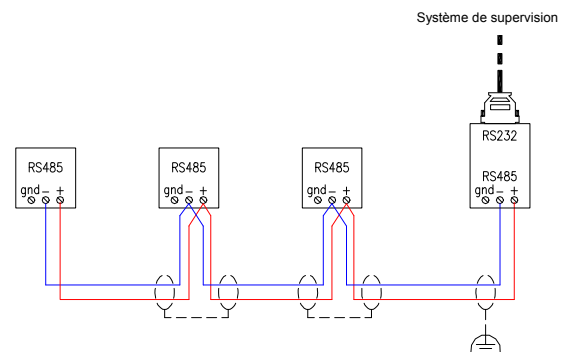 Système de supervision
RS232
RS485
RS485
RS485
RS485
gnd - +
gnd - +
gnd - +
gnd - +